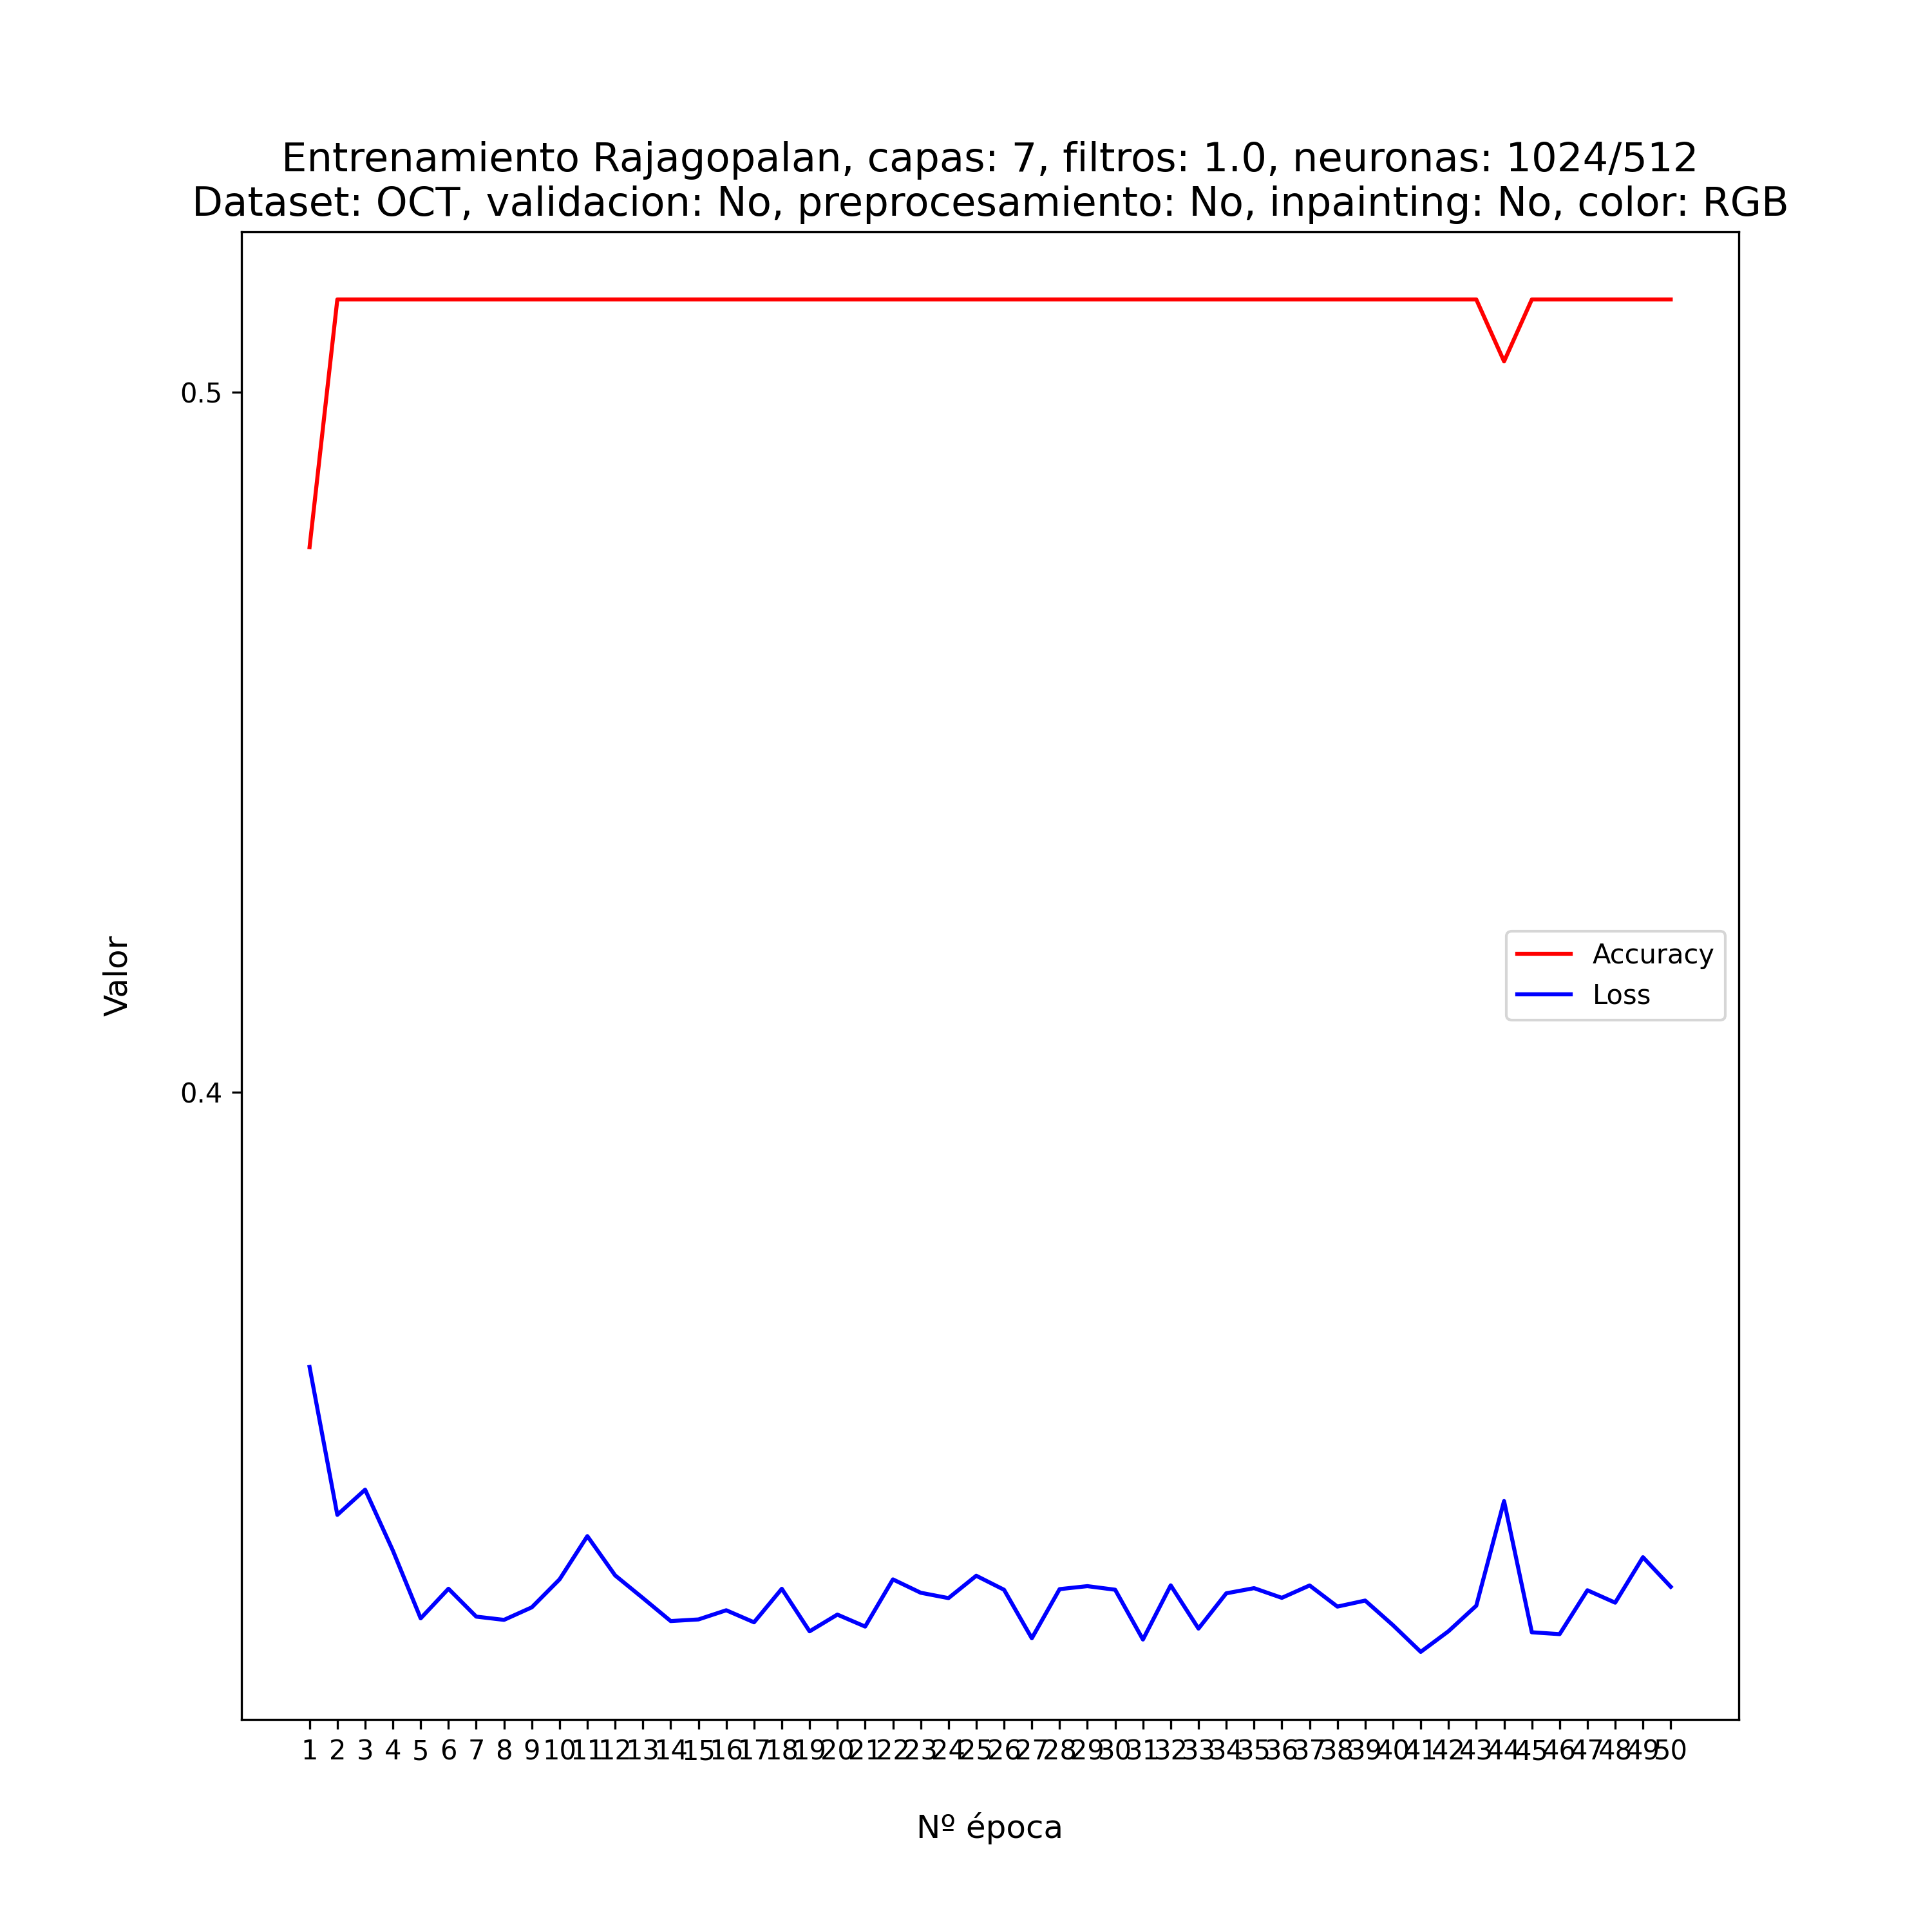 Entrenamiento Rajagopalan, capas: 7, filtros: 1.0, neuronas: 1024/512
Dataset: OCT, validacion: No, preprocesamiento: No, inpainting: No, color: RGB
0.5
Valor
Accuracy
Loss
0.4
1 2 3 4 5 6 7 8 9 10 11 12 13 14 15 16 17 18 19 20 21 22 23 24 25 26 27 28 29 30 31 32 33 34 35 36 37 38 39 40 41 42 43 44 45 46 47 48 49 50
Nº época